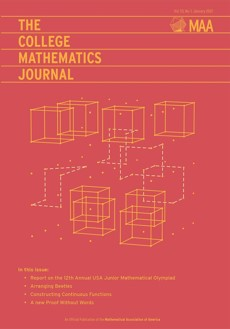 THE
COLLEGE
MATHEMATICS
JOURNAL
MAA
In this issue:
• Report on the 12th Annual USA Junior Mathematical Olympiad
• Arranging Beetles
• Constructing Continuous Functions
• A new Proof Without Words
An Official Publication of the Mathematical Association of America